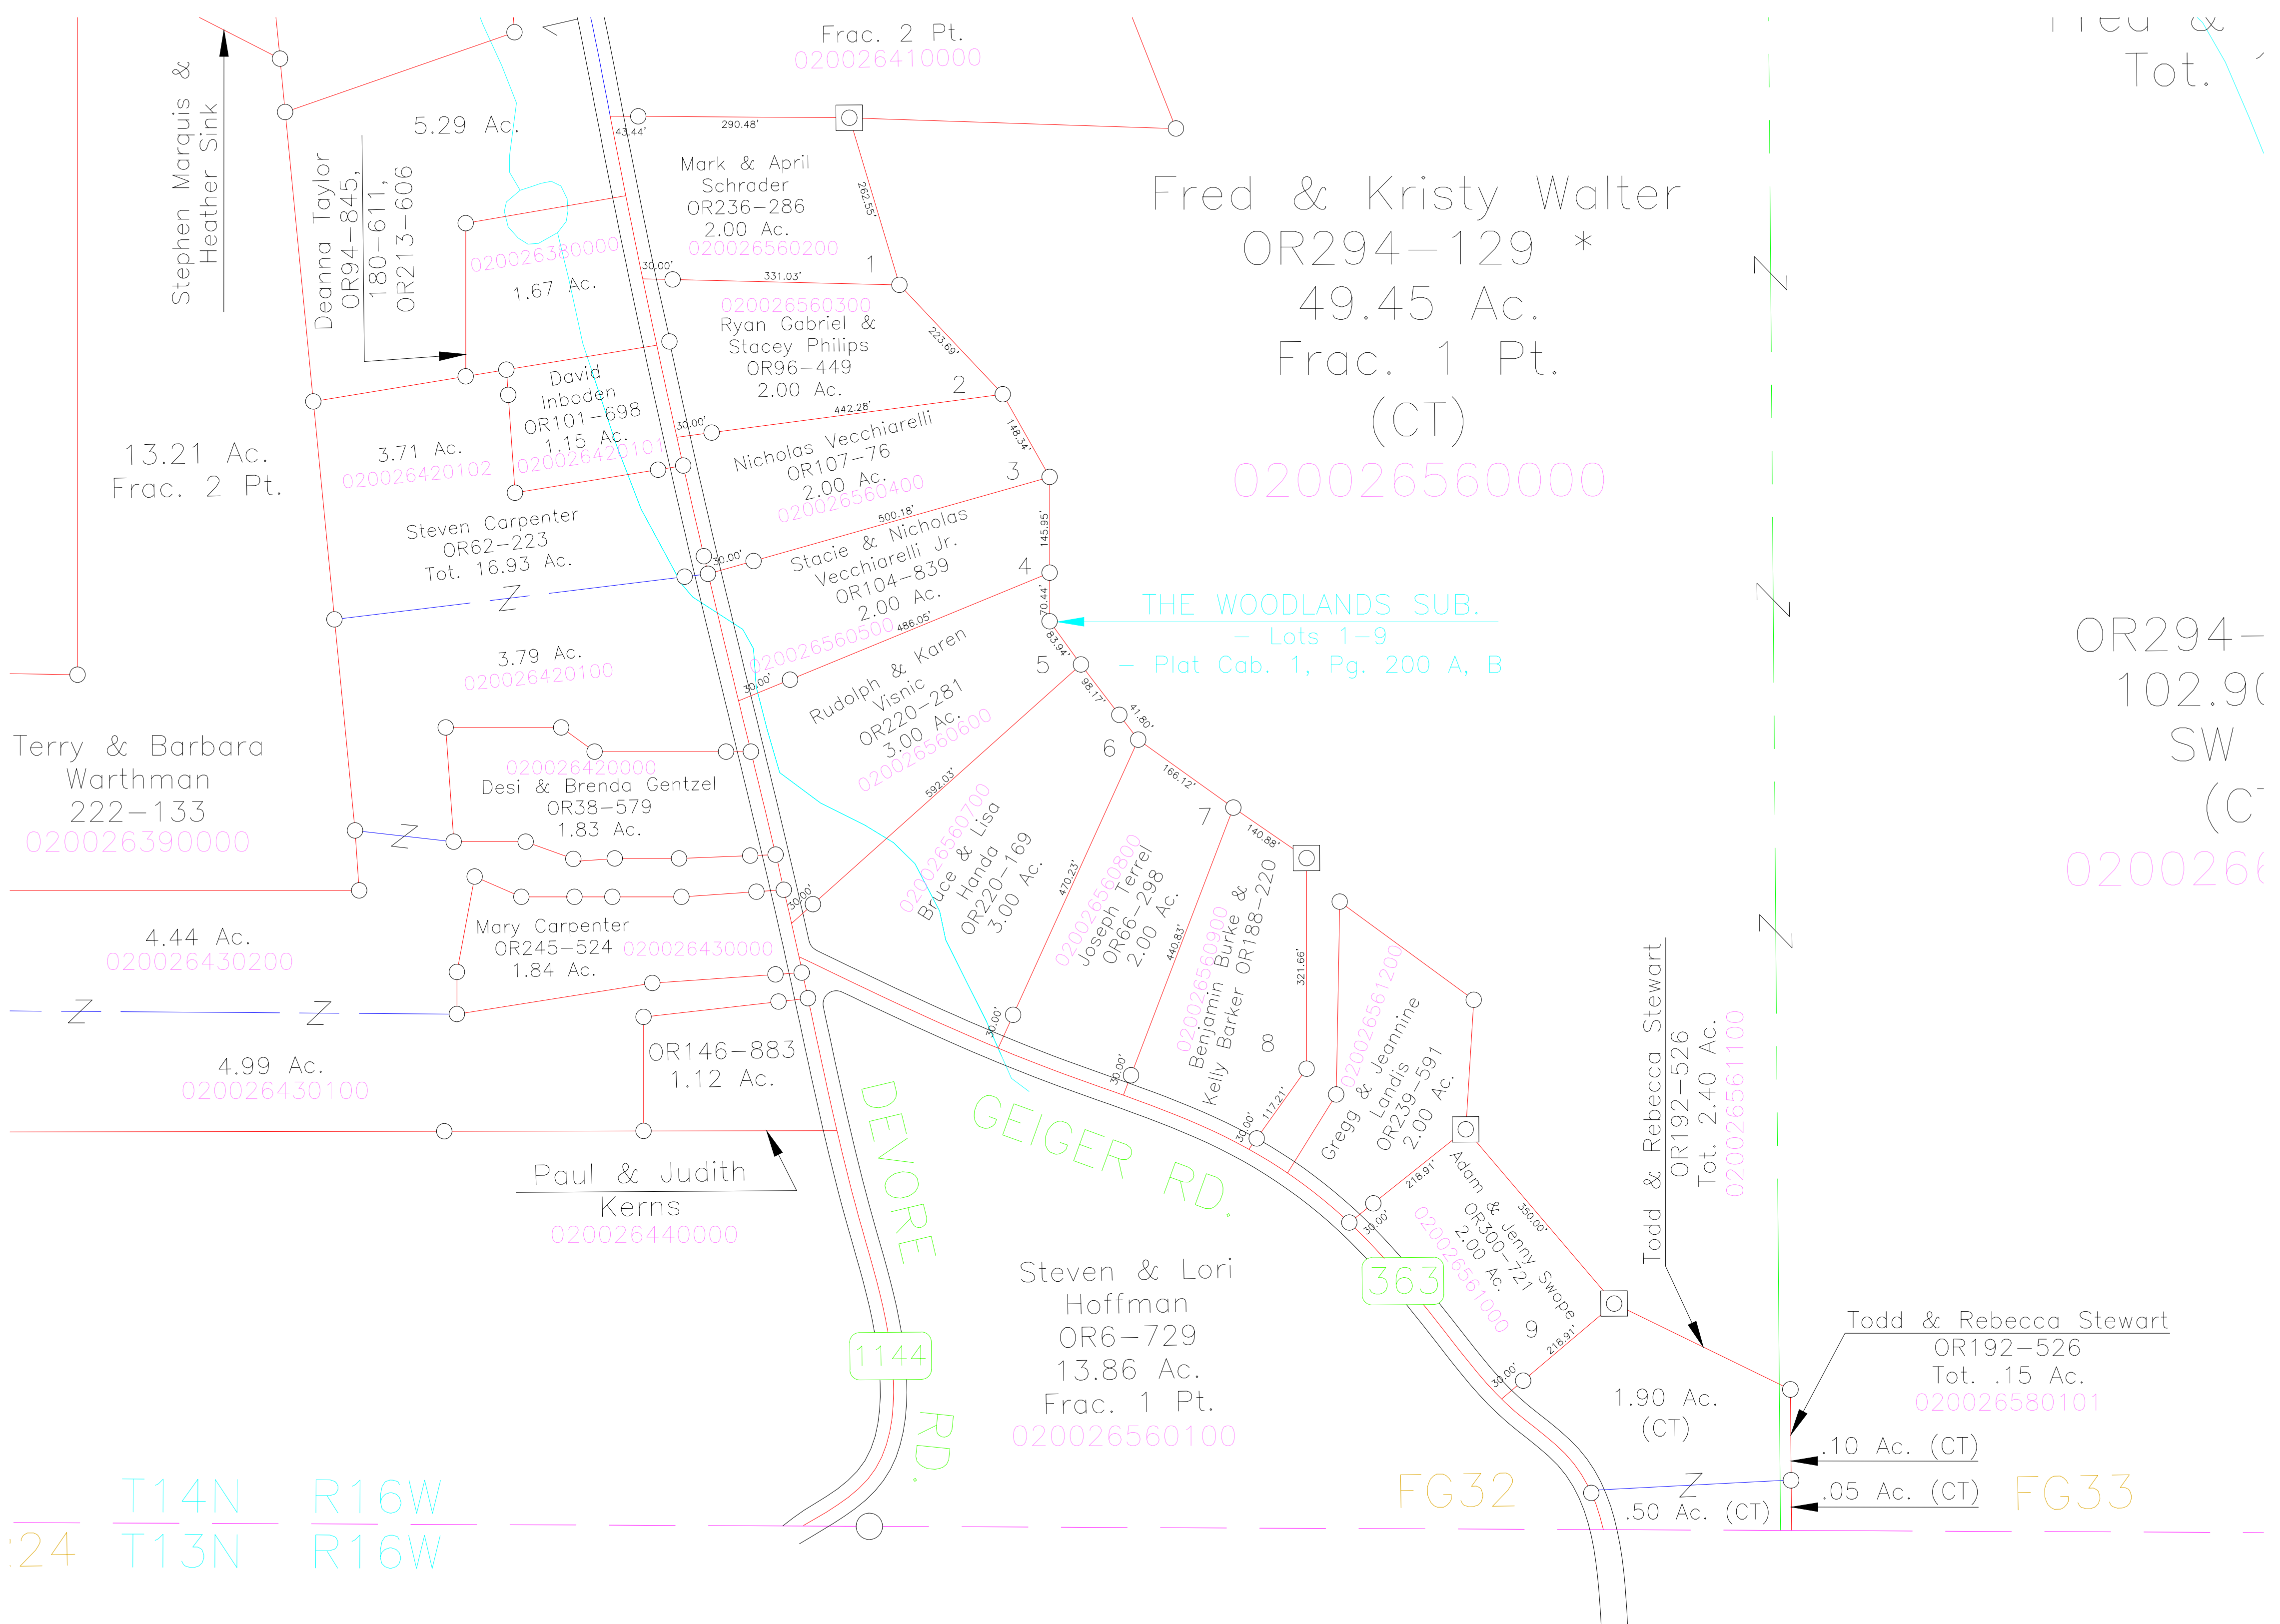 Frac. 2 Pt.
020026410000
Tot.
Stephen Marquis &
Heather Sink
5.29 Ac.
43.44'
290.48'
Deanna Taylor
OR94-845,
180-611,
OR213-606
Mark & April
Schrader
OR236-286
2.00 Ac.
020026560200
262.55'
1
Fred & Kristy Walter
OR294-129 *
49.45 Ac.
Frac. 1 Pt.
(CT)
020026560000
020026380000
1.67 Ac.
30.00'
331.03'
020026560300
Ryan Gabriel &
Stacey Philips
OR96-449
2.00 Ac.
223.69'
2
David
Inboden
OR101-698
1.15 Ac.
020026420101
30.00'
442.28'
148.34'
13.21 Ac.
Frac. 2 Pt.
3.71 Ac.
020026420102
Nicholas Vecchiarelli
OR107-76
2.00 Ac.
020026560400
3
Steven Carpenter
OR62-223
Tot. 16.93 Ac.
30.00'
500.18'
145.95'
Stacie & Nicholas
Vecchiarelli Jr.
OR104-839
2.00 Ac.
020026560500
4
70.44'
THE WOODLANDS SUB.
- Lots 1-9
- Plat Cab. 1, Pg. 200 A, B
3.79 Ac.
020026420100
30.00'
486.05'
83.94'
5
OR294-
102.90
SW
Rudolph & Karen
Visnic
OR220-281
3.00 Ac.
020026560600
98.17'
41.80'
6
Terry & Barbara
Warthman
222-133
020026390000
020026420000
Desi & Brenda Gentzel
OR38-579
1.83 Ac.
592.03'
166.12'
7
140.88'
020026560700
Bruce & Lisa
Handa
OR220-169
3.00 Ac.
30.00'
470.23'
020026560800
Joseph Terrel
OR66-298
2.00 Ac.
440.83'
020026560900
Benjamin Burke &
Kelly Barker OR188-220
8
321.66'
4.44 Ac.
020026430200
Mary Carpenter
OR245-524 020026430000
1.84 Ac.
30.00'
30.00'
30.00'
117.21'
020026561200
Gregg & Jeannine
Landis
OR239-591
2.00 Ac.
Todd & Rebecca Stewart
OR192-526
Tot. 2.40 Ac.
020026561100
4.99 Ac.
020026430100
OR146-883
1.12 Ac.
DEVORE
RD.
GEIGER RD.
Paul & Judith
Kerns
020026440000
218.91'
30.00'
350.00'
Adam & Jenny Swope
OR300-721
2.00 Ac.
020026561000
9
218.91'
30.00'
363
1144
Steven & Lori
Hoffman
OR6-729
13.86 Ac.
Frac. 1 Pt.
020026560100
Todd & Rebecca Stewart
OR192-526
Tot. .15 Ac.
020026580101
1.90 Ac.
(CT)
.10 Ac. (CT)
.05 Ac. (CT)
.50 Ac. (CT)
FG32
FG33
T14N R16W
T13N R16W
24